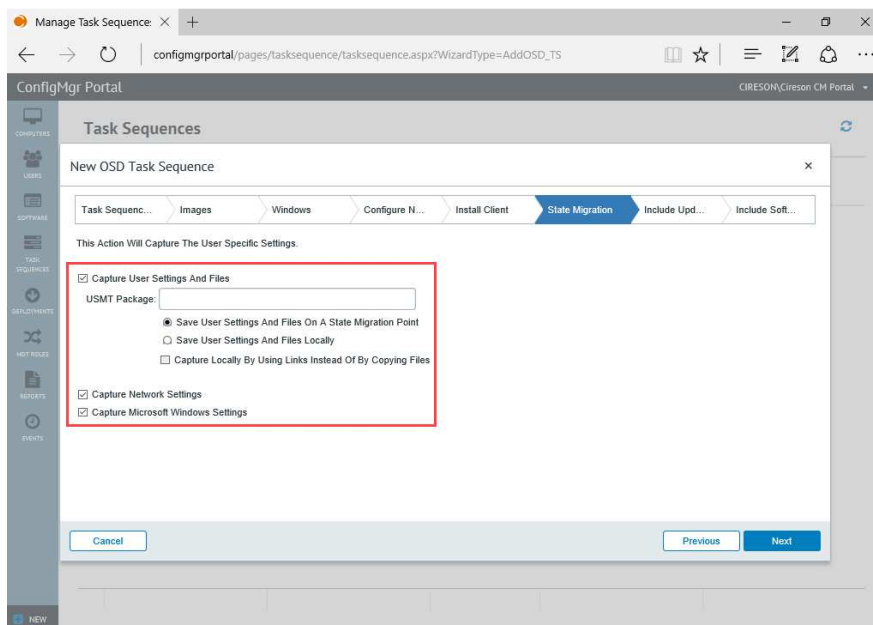 Manage Task Sequence:
configmgrportal/pages/tasksequence/tasksequence.aspx?WizardType=AddOSD_TS
ConfigMgr Portal
CIRESON\Cireson CM Portal
COMPUTERS
USERS
SOFTWARE
TASK SEQUENCES
DEPLOYMENTS
HOT ROLES
REPORTS
EVENTS
NEW
Task Sequences
New OSD Task Sequence
Task Sequenc...
Images
Windows
Configure N...
Install Client
State Migration
Include Upd...
Include Soft...
This Action Will Capture The User Specific Settings.
Capture User Settings And Files
USMT Package:
Save User Settings And Files On A State Migration Point
Save User Settings And Files Locally
Capture Locally By Using Links Instead Of By Copying Files
Capture Network Settings
Capture Microsoft Windows Settings
Cancel
Previous
Next